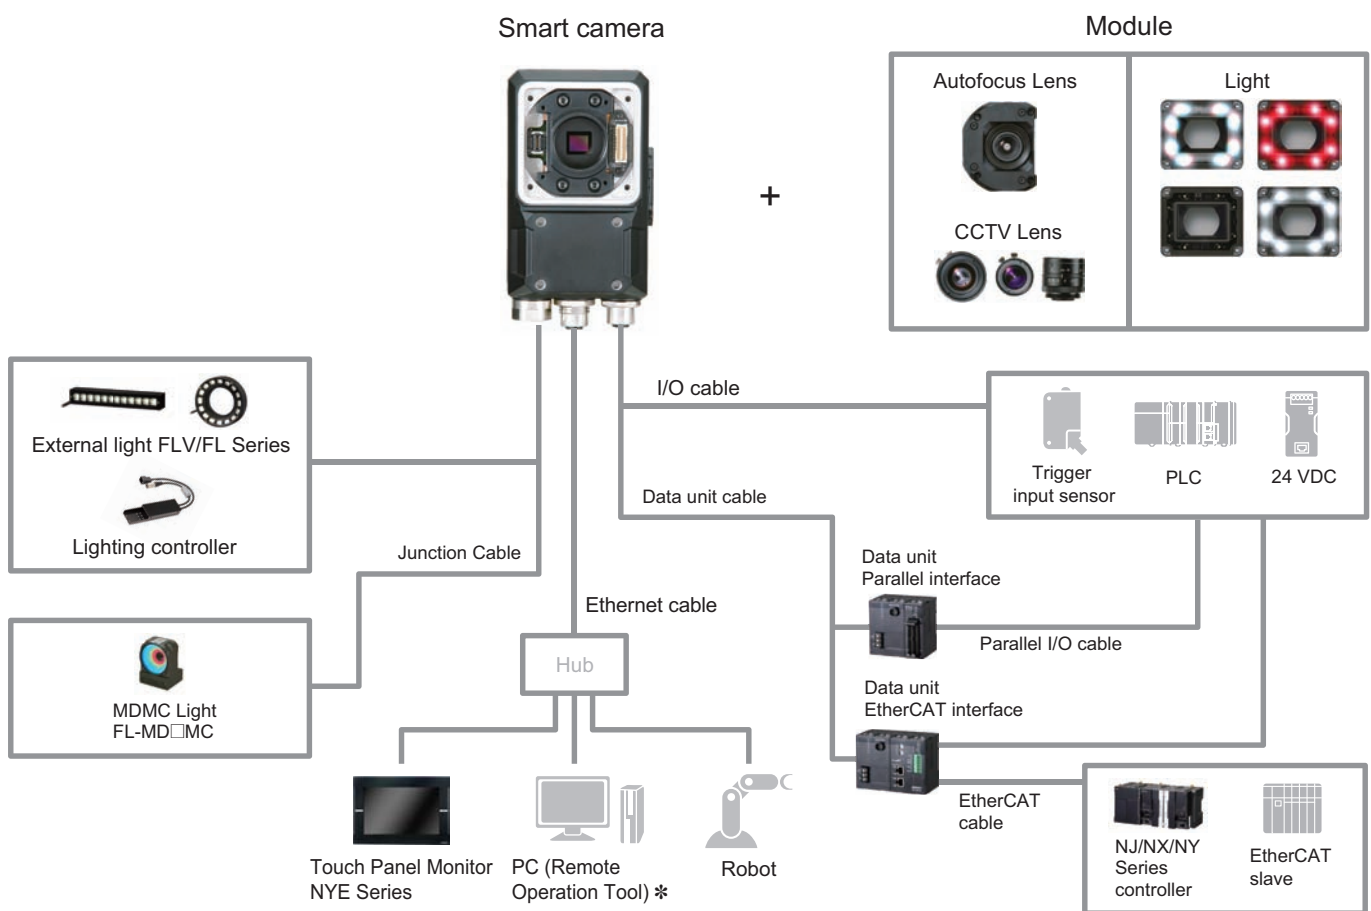 Smart camera
Module
Autofocus Lens
Light
+
CCTV Lens
I/O cable
External light FLV/FL Series
Lighting controller
Trigger
input sensor
PLC
24 VDC
Data unit cable
Junction Cable
Data unit
Parallel interface
Ethernet cable
Parallel I/O cable
Hub
MDMC Light
FL-MD□MC
Data unit
EtherCAT interface
EtherCAT
cable
Touch Panel Monitor
NYE Series
PC (Remote
Operation Tool) ✻
Robot
NJ/NX/NY
Series
controller
EtherCAT
slave